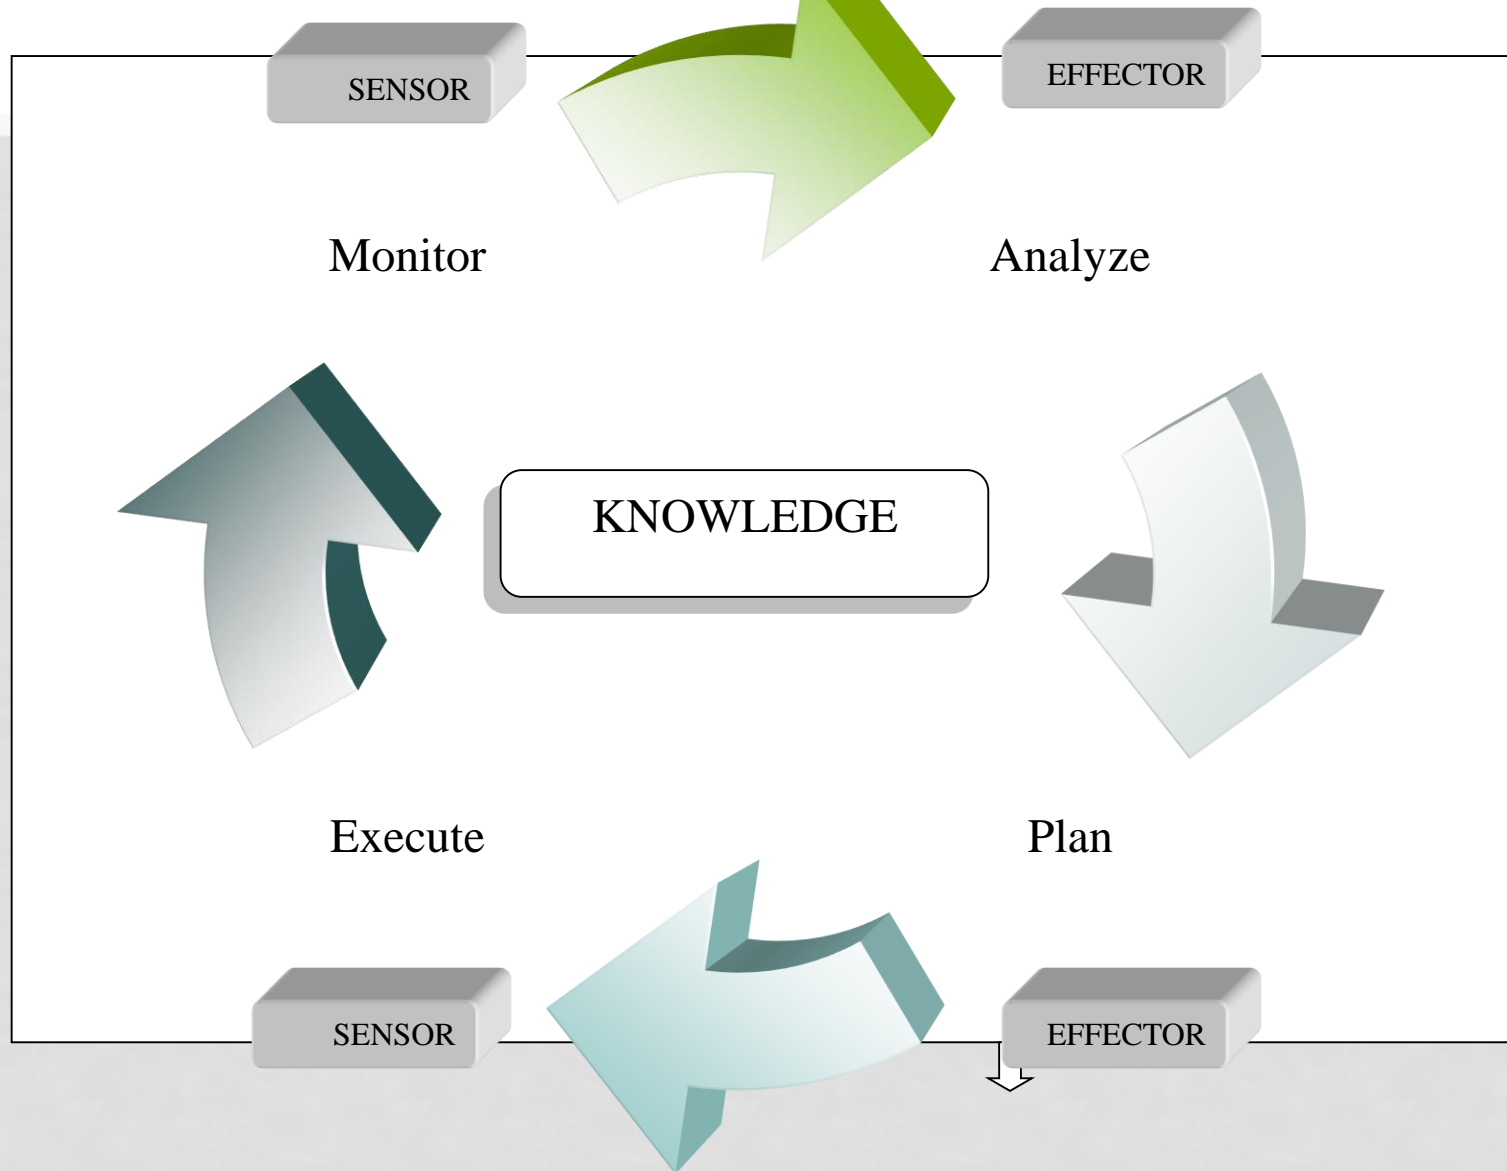 SENSOR
EFFECTOR
Monitor
Analyze
KNOWLEDGE
Execute
Plan
SENSOR
EFFECTOR